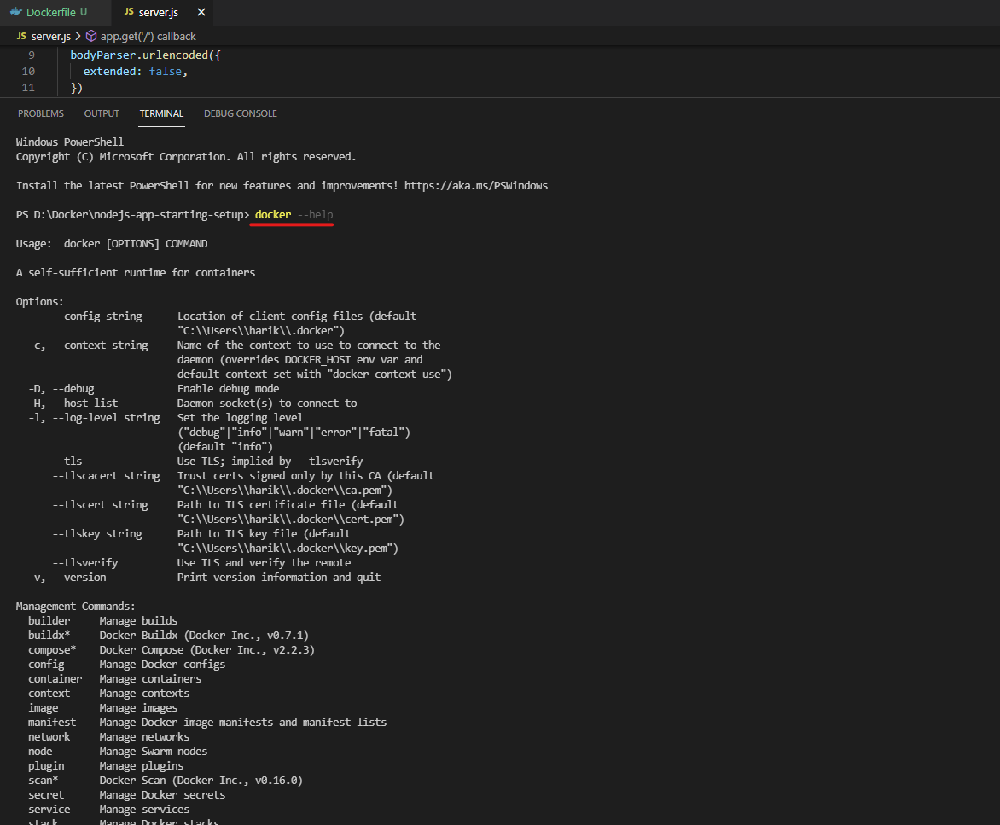 Dockerfile U
JS server.js
JS server.js > app.get('/') callback
9 bodyParser.urlencoded({
10 extended: false,
11 })
PROBLEMS OUTPUT TERMINAL DEBUG CONSOLE
Windows PowerShell
Copyright (C) Microsoft Corporation. All rights reserved.
Install the latest PowerShell for new features and improvements! https://aka.ms/PSWindows
PS D:\Docker\nodejs-app-starting-setup> docker --help
Usage:  docker [OPTIONS] COMMAND
A self-sufficient runtime for containers
Options:
      --config string      Location of client config files (default
                           "C:\\Users\\harik\\.docker")
  -c, --context string     Name of the context to use to connect to the
                           daemon (overrides DOCKER_HOST env var and
                           default context set with "docker context use")
  -D, --debug              Enable debug mode
  -H, --host list          Daemon socket(s) to connect to
  -l, --log-level string   Set the logging level
                           ("debug"|"info"|"warn"|"error"|"fatal")
                           (default "info")
      --tls                Use TLS; implied by --tlsverify
      --tlscacert string   Trust certs signed only by this CA (default
                           "C:\\Users\\harik\\.docker\\ca.pem")
      --tlscert string     Path to TLS certificate file (default
                           "C:\\Users\\harik\\.docker\\cert.pem")
      --tlskey string      Path to TLS key file (default
                           "C:\\Users\\harik\\.docker\\key.pem")
      --tlsverify          Use TLS and verify the remote
  -v, --version            Print version information and quit
Management Commands:
  builder     Manage builds
  buildx*     Docker Buildx (Docker Inc., v0.7.1)
  compose*    Docker Compose (Docker Inc., v2.2.3)
  config      Manage Docker configs
  container   Manage containers
  context     Manage contexts
  image       Manage images
  manifest    Manage Docker image manifests and manifest lists
  network     Manage networks
  node        Manage Swarm nodes
  plugin      Manage plugins
  scan*       Docker Scan (Docker Inc., v0.16.0)
  secret      Manage Docker secrets
  service     Manage services
  stack       Manage Docker stacks